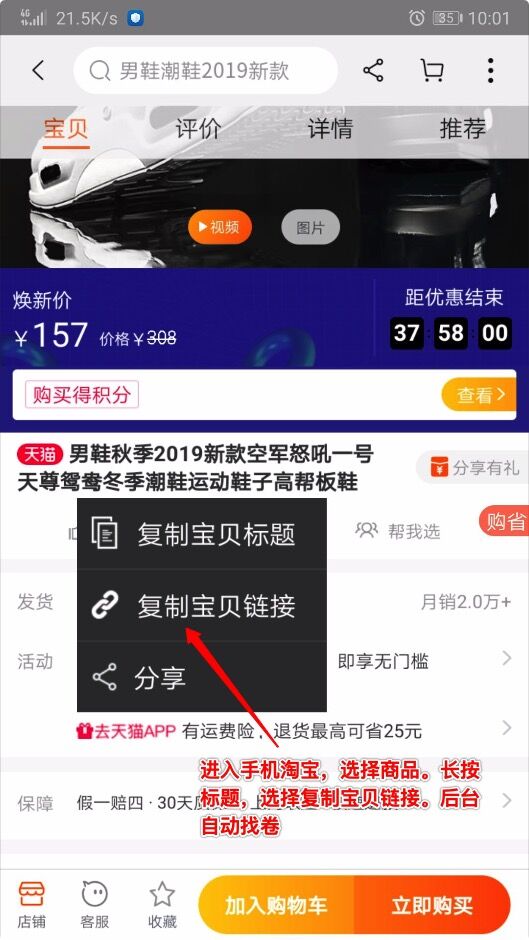 4G 21.5K/s 35 10:01
男鞋潮鞋2019新款
宝贝 评价 详情 推荐
视频 图片
焕新价 距优惠结束
￥157 价格￥308 37:58:00
购买得积分 查看
天猫 男鞋秋季2019新款空军怒吼一号
天尊鸳鸯冬季潮鞋运动鞋子高帮板鞋
分享有礼
复制宝贝标题
帮我选
购省
复制宝贝链接
发货 月销2.0万+
活动 即享无门槛
分享
去天猫APP 有运费险，退货最高可省25元
进入手机淘宝，选择商品。长按
标题，选择复制宝贝链接。后台
自动找卷
保障 假一赔四 · 30天
店铺 客服 收藏 加入购物车 立即购买